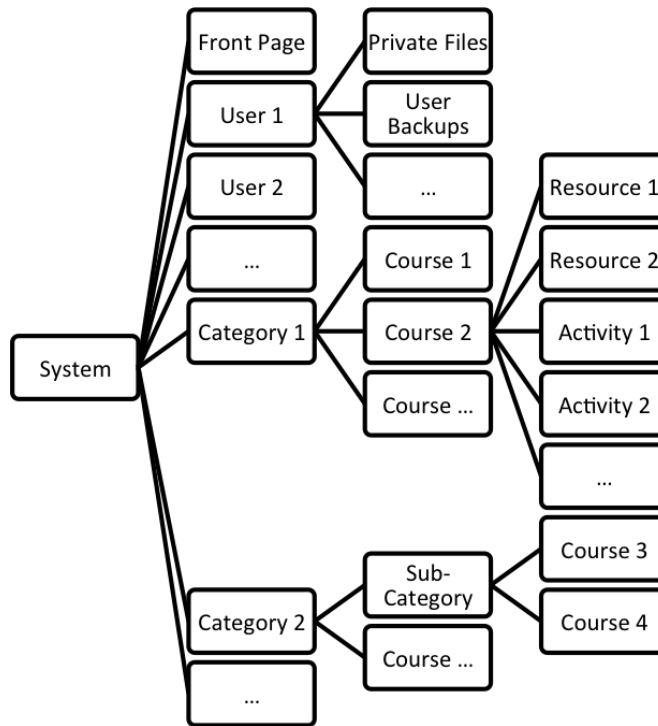 Front Page
Private Files
User 1
User
Backups
User 2
...
Resource 1
...
Course 1
Resource 2
Category 1
Course 2
Activity 1
System
Course ...
Activity 2
...
Sub-
Category
Course 3
Category 2
Course ...
Course 4
...